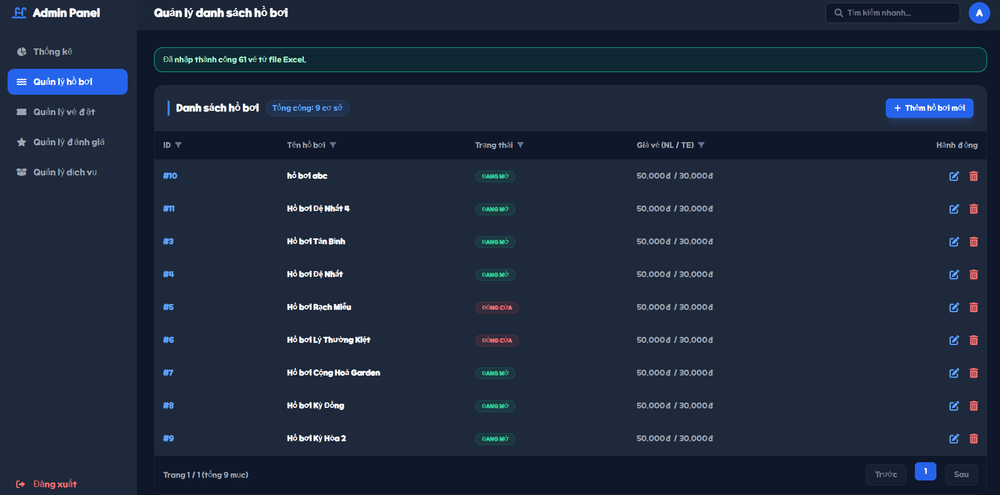 Admin Panel
Quản lý danh sách hồ bơi
Tìm kiếm nhanh...
A
Thống kê
Quản lý hồ bơi
Quản lý vé đặt
Quản lý đánh giá
Quản lý dịch vụ
Đăng xuất
Đã nhập thành công 61 vé từ file Excel.
Danh sách hồ bơi
Tổng cộng: 9 cơ sở
+ Thêm hồ bơi mới
ID Tên hồ bơi Trạng thái Giá vé (NL / TE) Hành động
#10 hồ bơi abc ĐANG MỞ 50.000đ / 30.000đ
#11 Hồ bơi Đệ Nhất 4 ĐANG MỞ 50.000đ / 30.000đ
#3 Hồ bơi Tân Bình ĐANG MỞ 50.000đ / 30.000đ
#4 Hồ bơi Đệ Nhất ĐANG MỞ 50.000đ / 30.000đ
#5 Hồ bơi Rạch Miễu ĐÓNG CỬA 50.000đ / 30.000đ
#6 Hồ bơi Lý Thường Kiệt ĐÓNG CỬA 50.000đ / 30.000đ
#7 Hồ bơi Cộng Hoà Garden ĐANG MỞ 50.000đ / 30.000đ
#8 Hồ bơi Kỳ Đồng ĐANG MỞ 50.000đ / 30.000đ
#9 Hồ bơi Kỳ Hòa 2 ĐANG MỞ 50.000đ / 30.000đ
Trang 1 / 1 (tổng 9 mục)
Trước 1 Sau